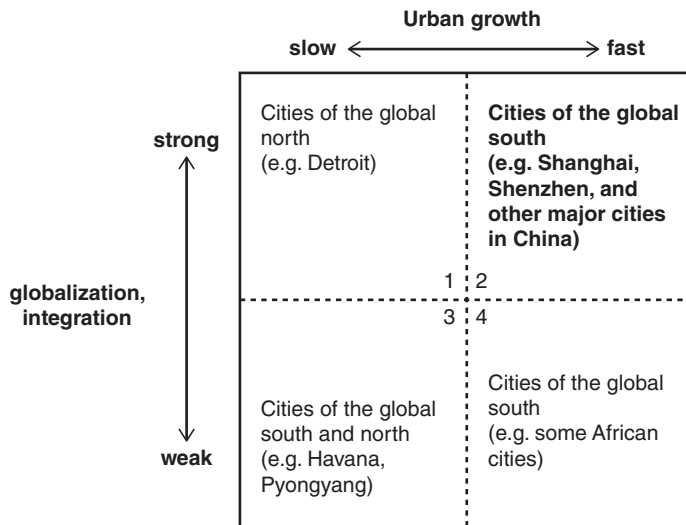 Urban growth
slow
fast
strong
globalization,
integration
weak
Cities of the global
north
(e.g. Detroit)
Cities of the global
south
(e.g. Shanghai,
Shenzhen, and
other major cities
in China)
1
2
3
4
Cities of the global
south and north
(e.g. Havana,
Pyongyang)
Cities of the global
south
(e.g. some African
cities)